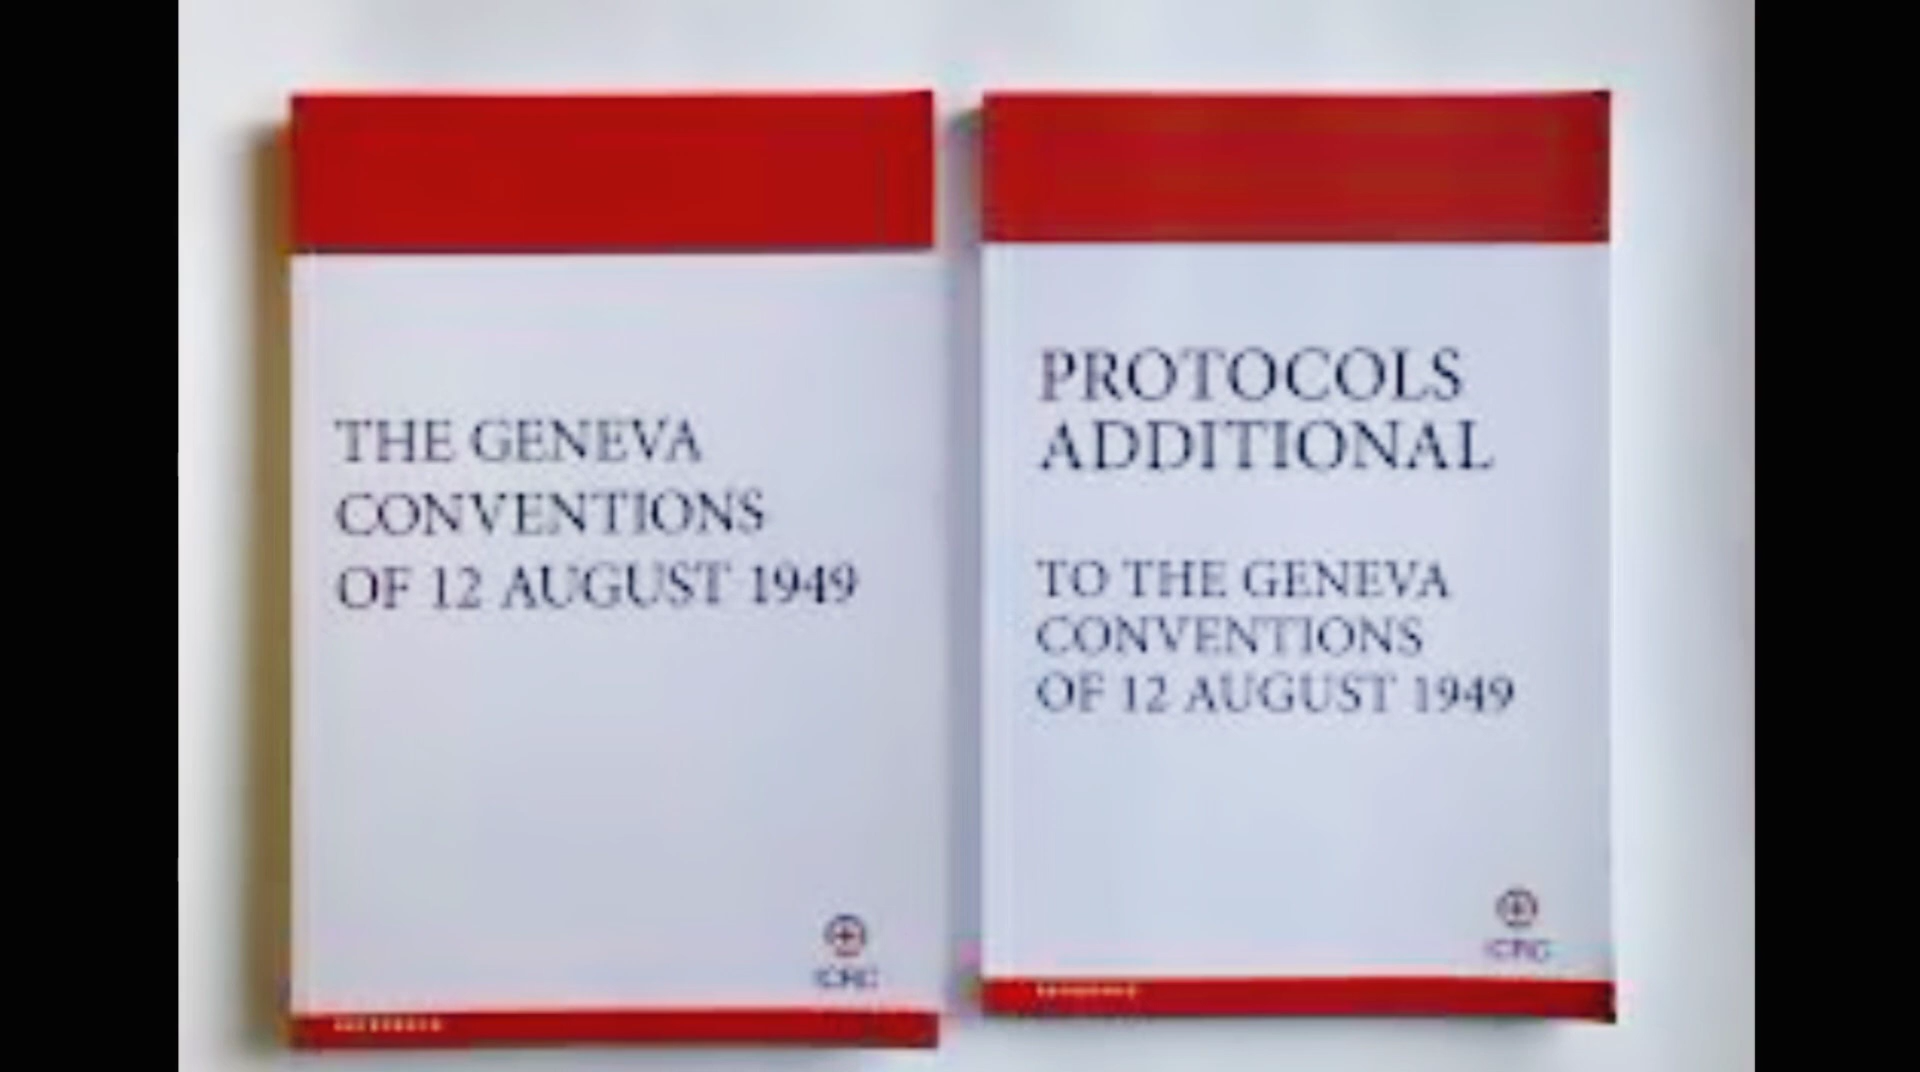 THE GENEVA
CONVENTIONS
OF 12 AUGUST 1949
ICRC
PROTOCOLS
ADDITIONAL
TO THE GENEVA
CONVENTIONS
OF 12 AUGUST 1949
ICRC